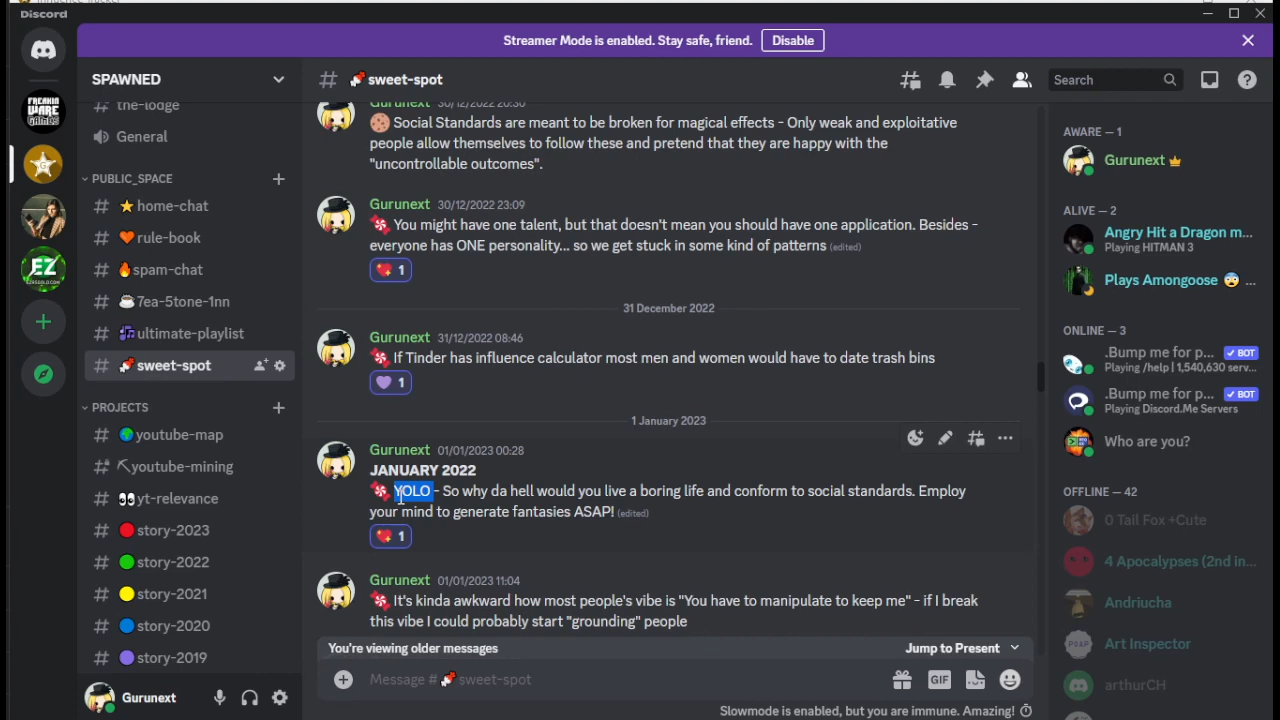 Discord
Streamer Mode is enabled. Stay safe, friend. Disable
SPAWNED
# the-lodge
General
PUBLIC_SPACE
# home-chat
# rule-book
# spam-chat
# 7ea-5tone-1nn
# ultimate-playlist
# sweet-spot
PROJECTS
# youtube-map
# youtube-mining
# yt-relevance
# story-2023
# story-2022
# story-2021
# story-2020
# story-2019
Gurunext
# sweet-spot
Search
Gurunext 30/12/2022 20:30
Social Standards are meant to be broken for magical effects - Only weak and exploitative
people allow themselves to follow these and pretend that they are happy with the
"uncontrollable outcomes".
Gurunext 30/12/2022 23:09
You might have one talent, but that doesn't mean you should have one application. Besides -
everyone has ONE personality... so we get stuck in some kind of patterns (edited)
1
31 December 2022
Gurunext 31/12/2022 08:46
If Tinder has influence calculator most men and women would have to date trash bins
1
1 January 2023
Gurunext 01/01/2023 00:28
JANUARY 2022
YOLO - So why da hell would you live a boring life and conform to social standards. Employ
your mind to generate fantasies ASAP! (edited)
1
Gurunext 01/01/2023 11:04
It's kinda awkward how most people's vibe is "You have to manipulate to keep me" - if I break
this vibe I could probably start "grounding" people
You're viewing older messages Jump to Present
Message # sweet-spot
GIF
Slowmode is enabled, but you are immune. Amazing!
AWARE — 1
Gurunext
ALIVE — 2
Angry Hit a Dragon m...
Playing HITMAN 3
Plays Amongoose 😨 ...
ONLINE — 3
.Bump me for p... ✓ BOT
Playing /help | 1,540,630 serv...
.Bump me for p... ✓ BOT
Playing Discord.Me Servers
Who are you?
OFFLINE — 42
0 Tail Fox +Cute
4 Apocalypses (2nd in...
Andriucha
Art Inspector
arthurCH
FREAKIN
WARE
GAMES
EZ